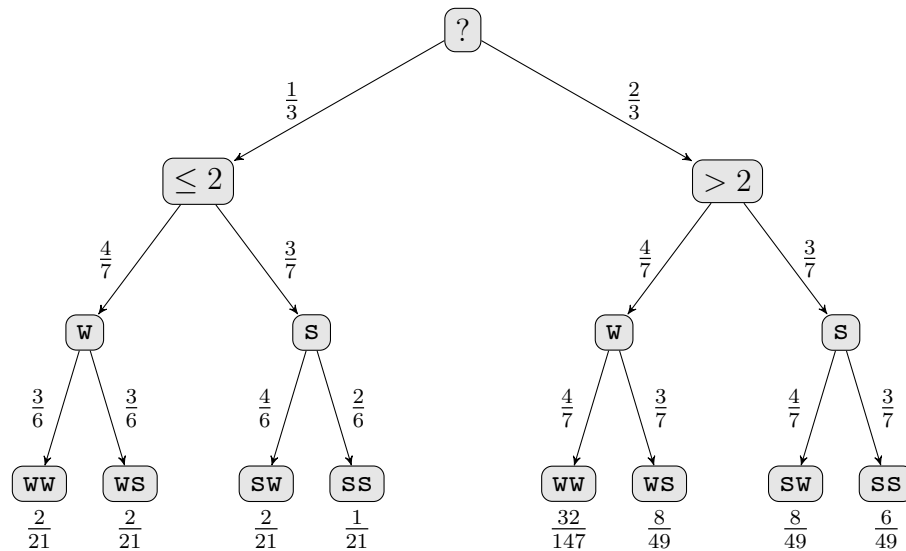 ?
1/3 2/3
≤ 2 > 2
4/7 3/7 4/7 3/7
W S W S
3/6 3/6 4/6 2/6 4/7 3/7 4/7 3/7
WW WS SW SS WW WS SW SS
2/21 2/21 2/21 1/21 32/147 8/49 8/49 6/49